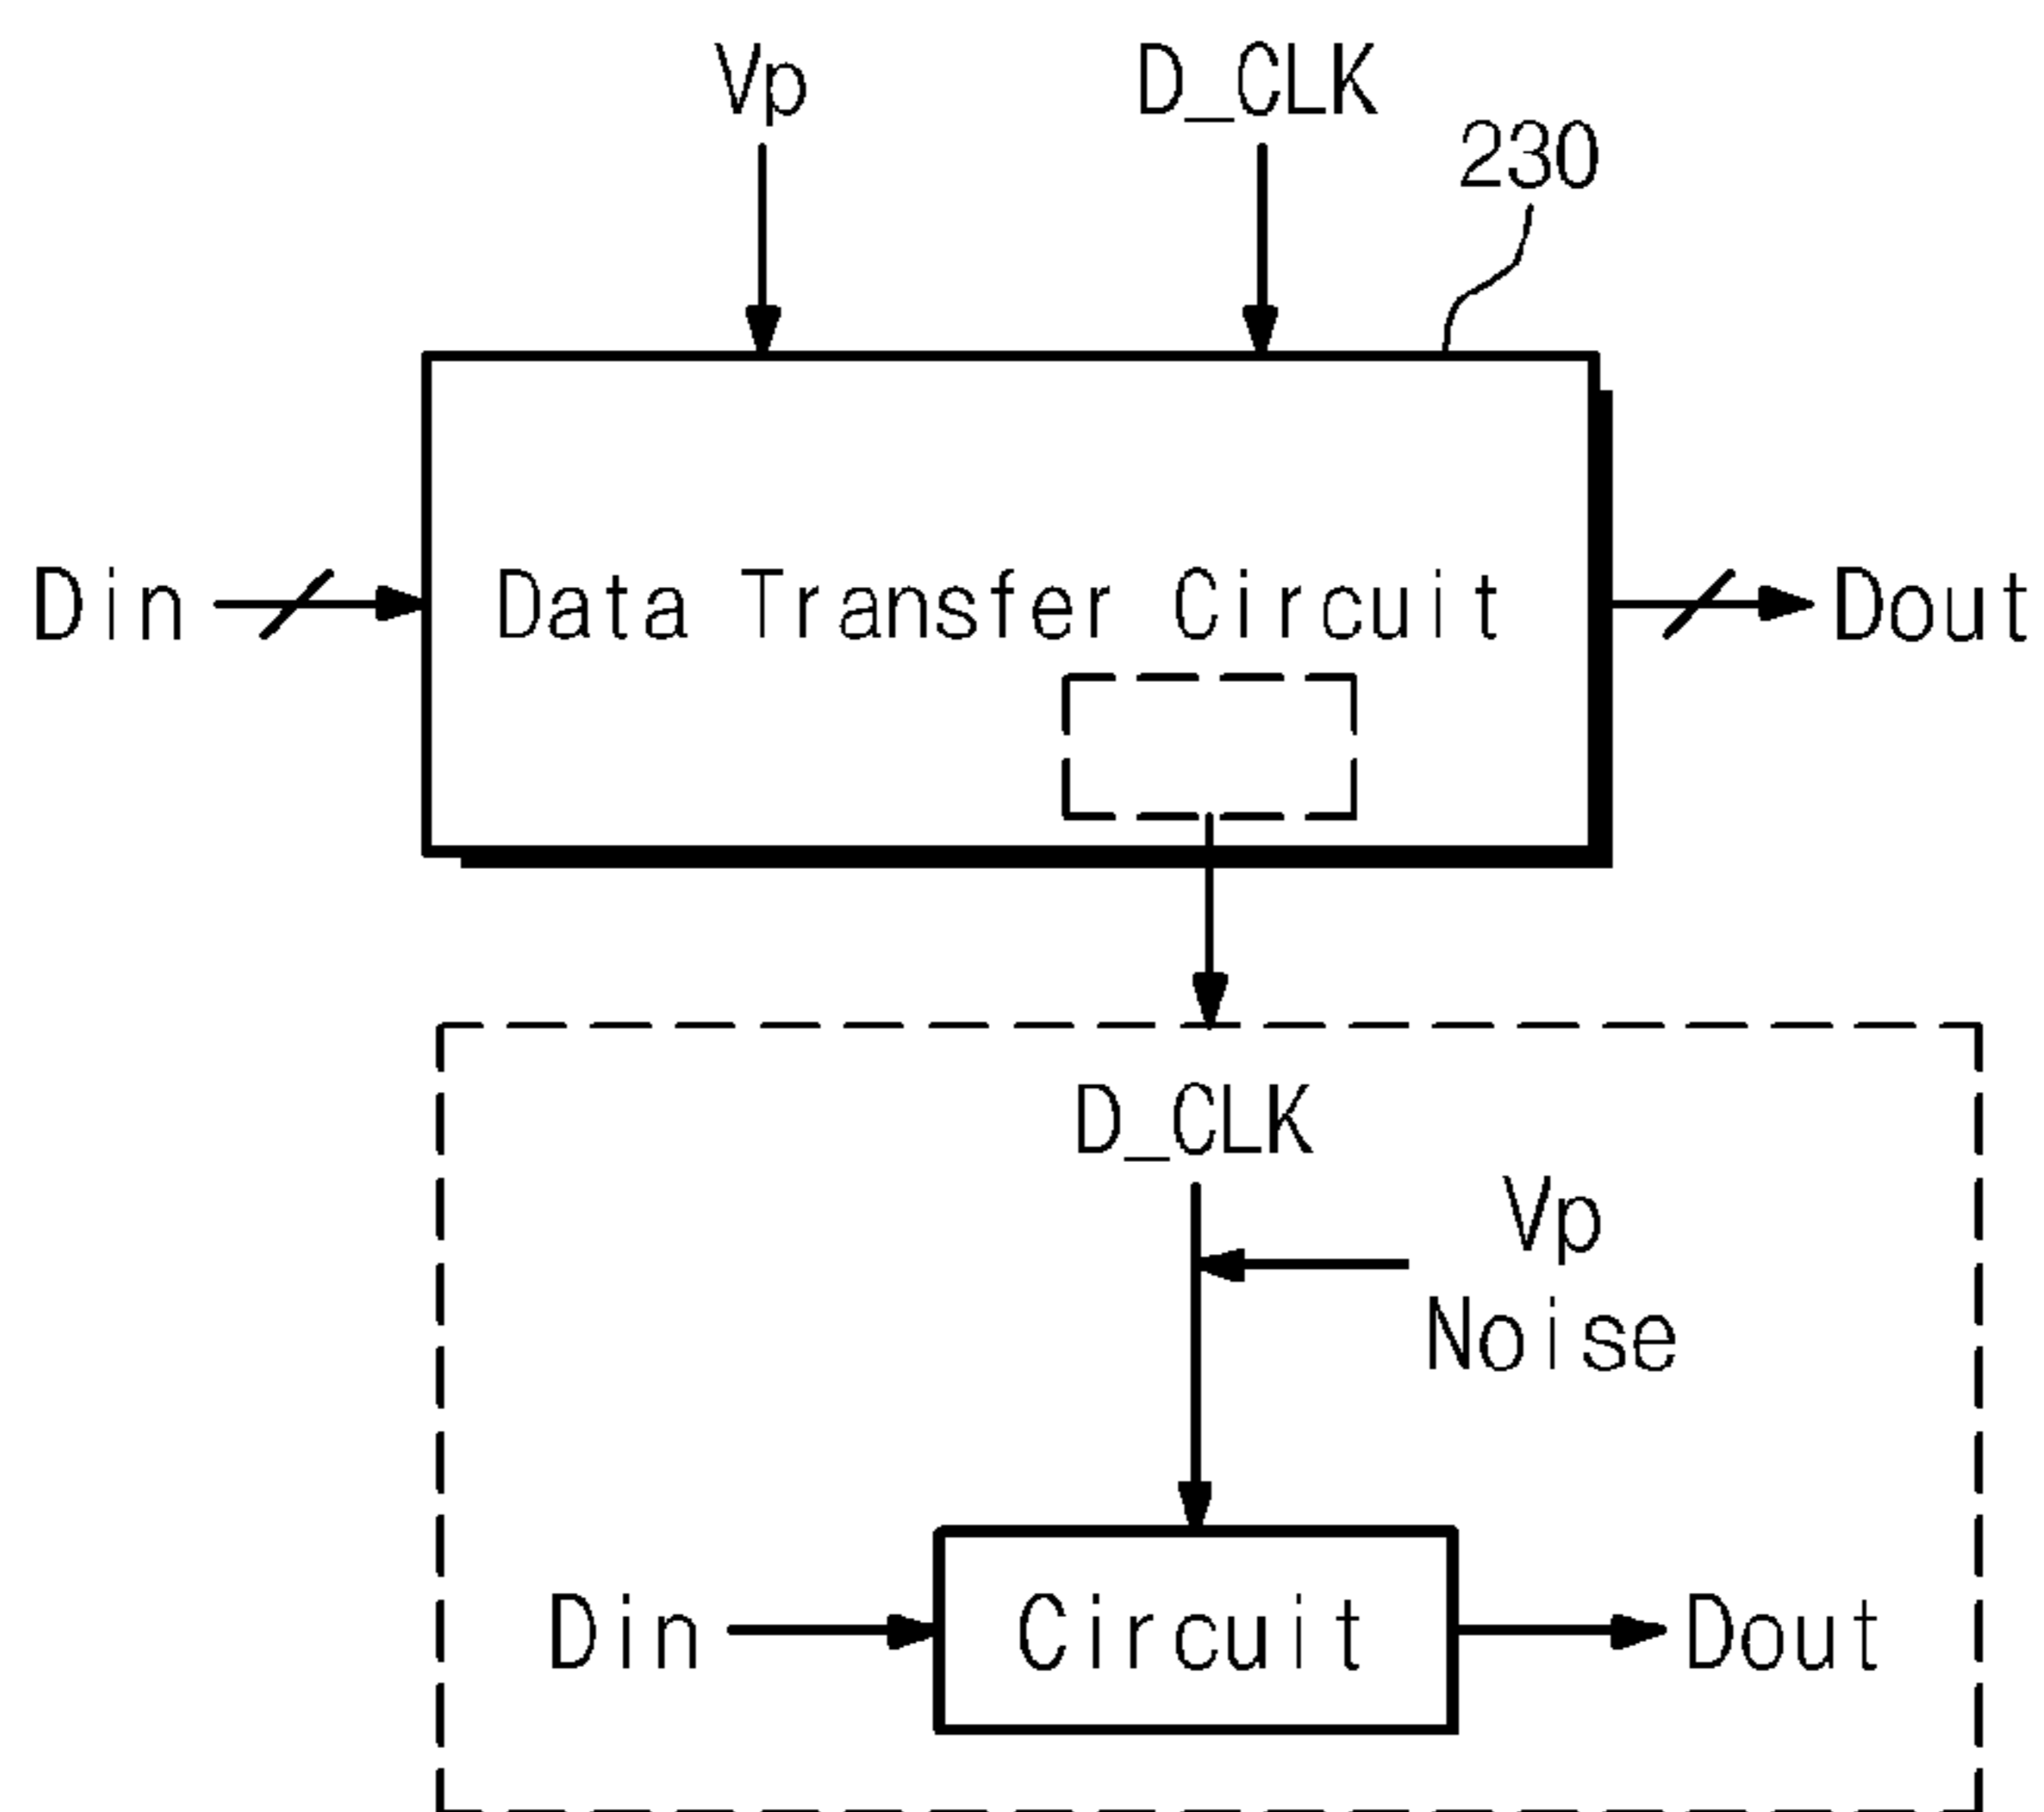 Vp
D_CLK
230
Din
Data Transfer Circuit
Dout
D_CLK
Vp
Noise
Din
Circuit
Dout